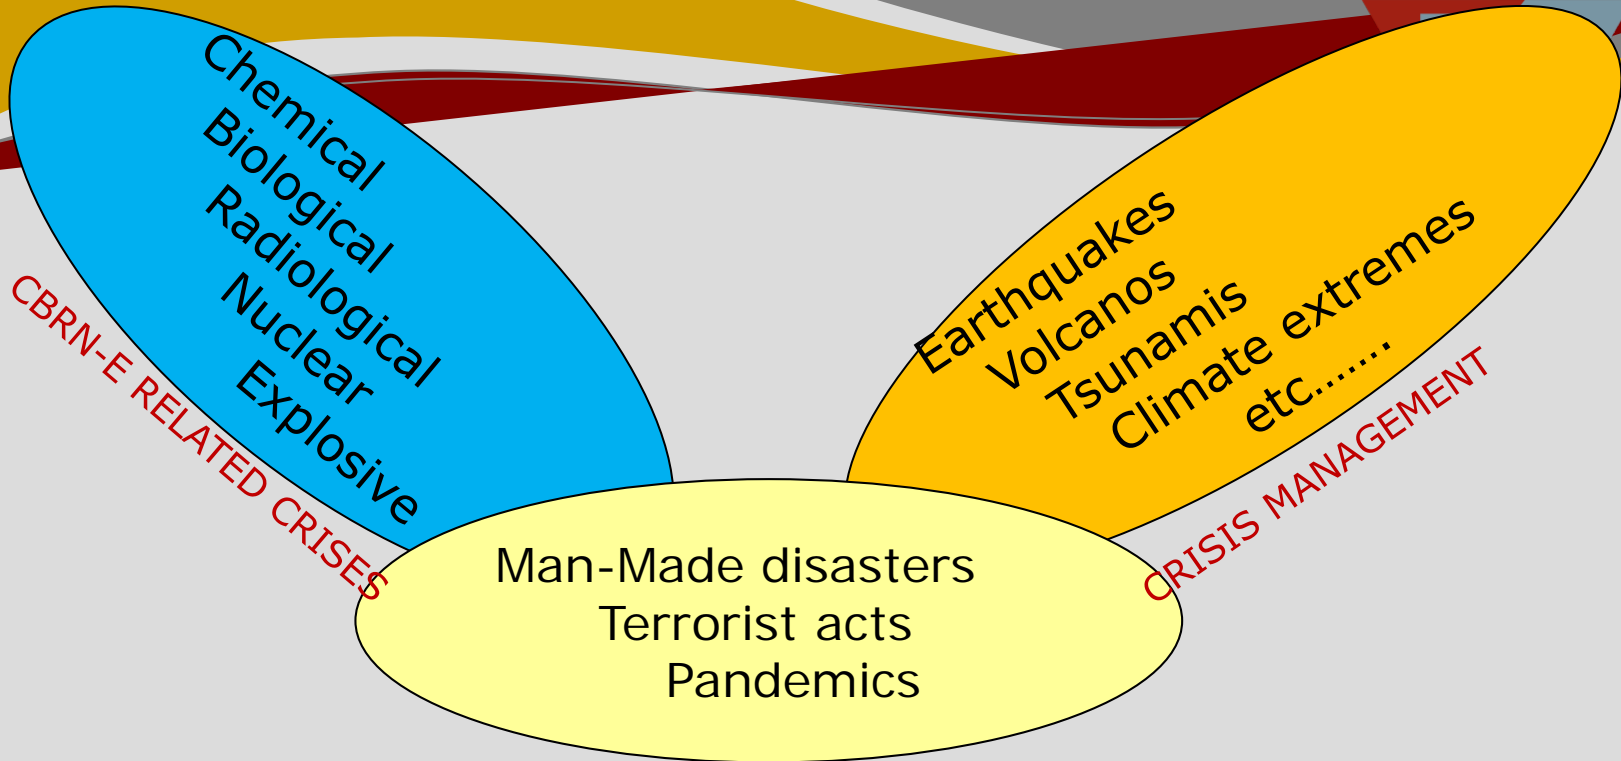 Chemical
Biological
Radiological
Nuclear
Explosive
CBRN-E RELATED CRISES
Earthquakes
Volcanos
Tsunamis
Climate extremes
etc.......
CRISIS MANAGEMENT
Man-Made disasters
Terrorist acts
Pandemics